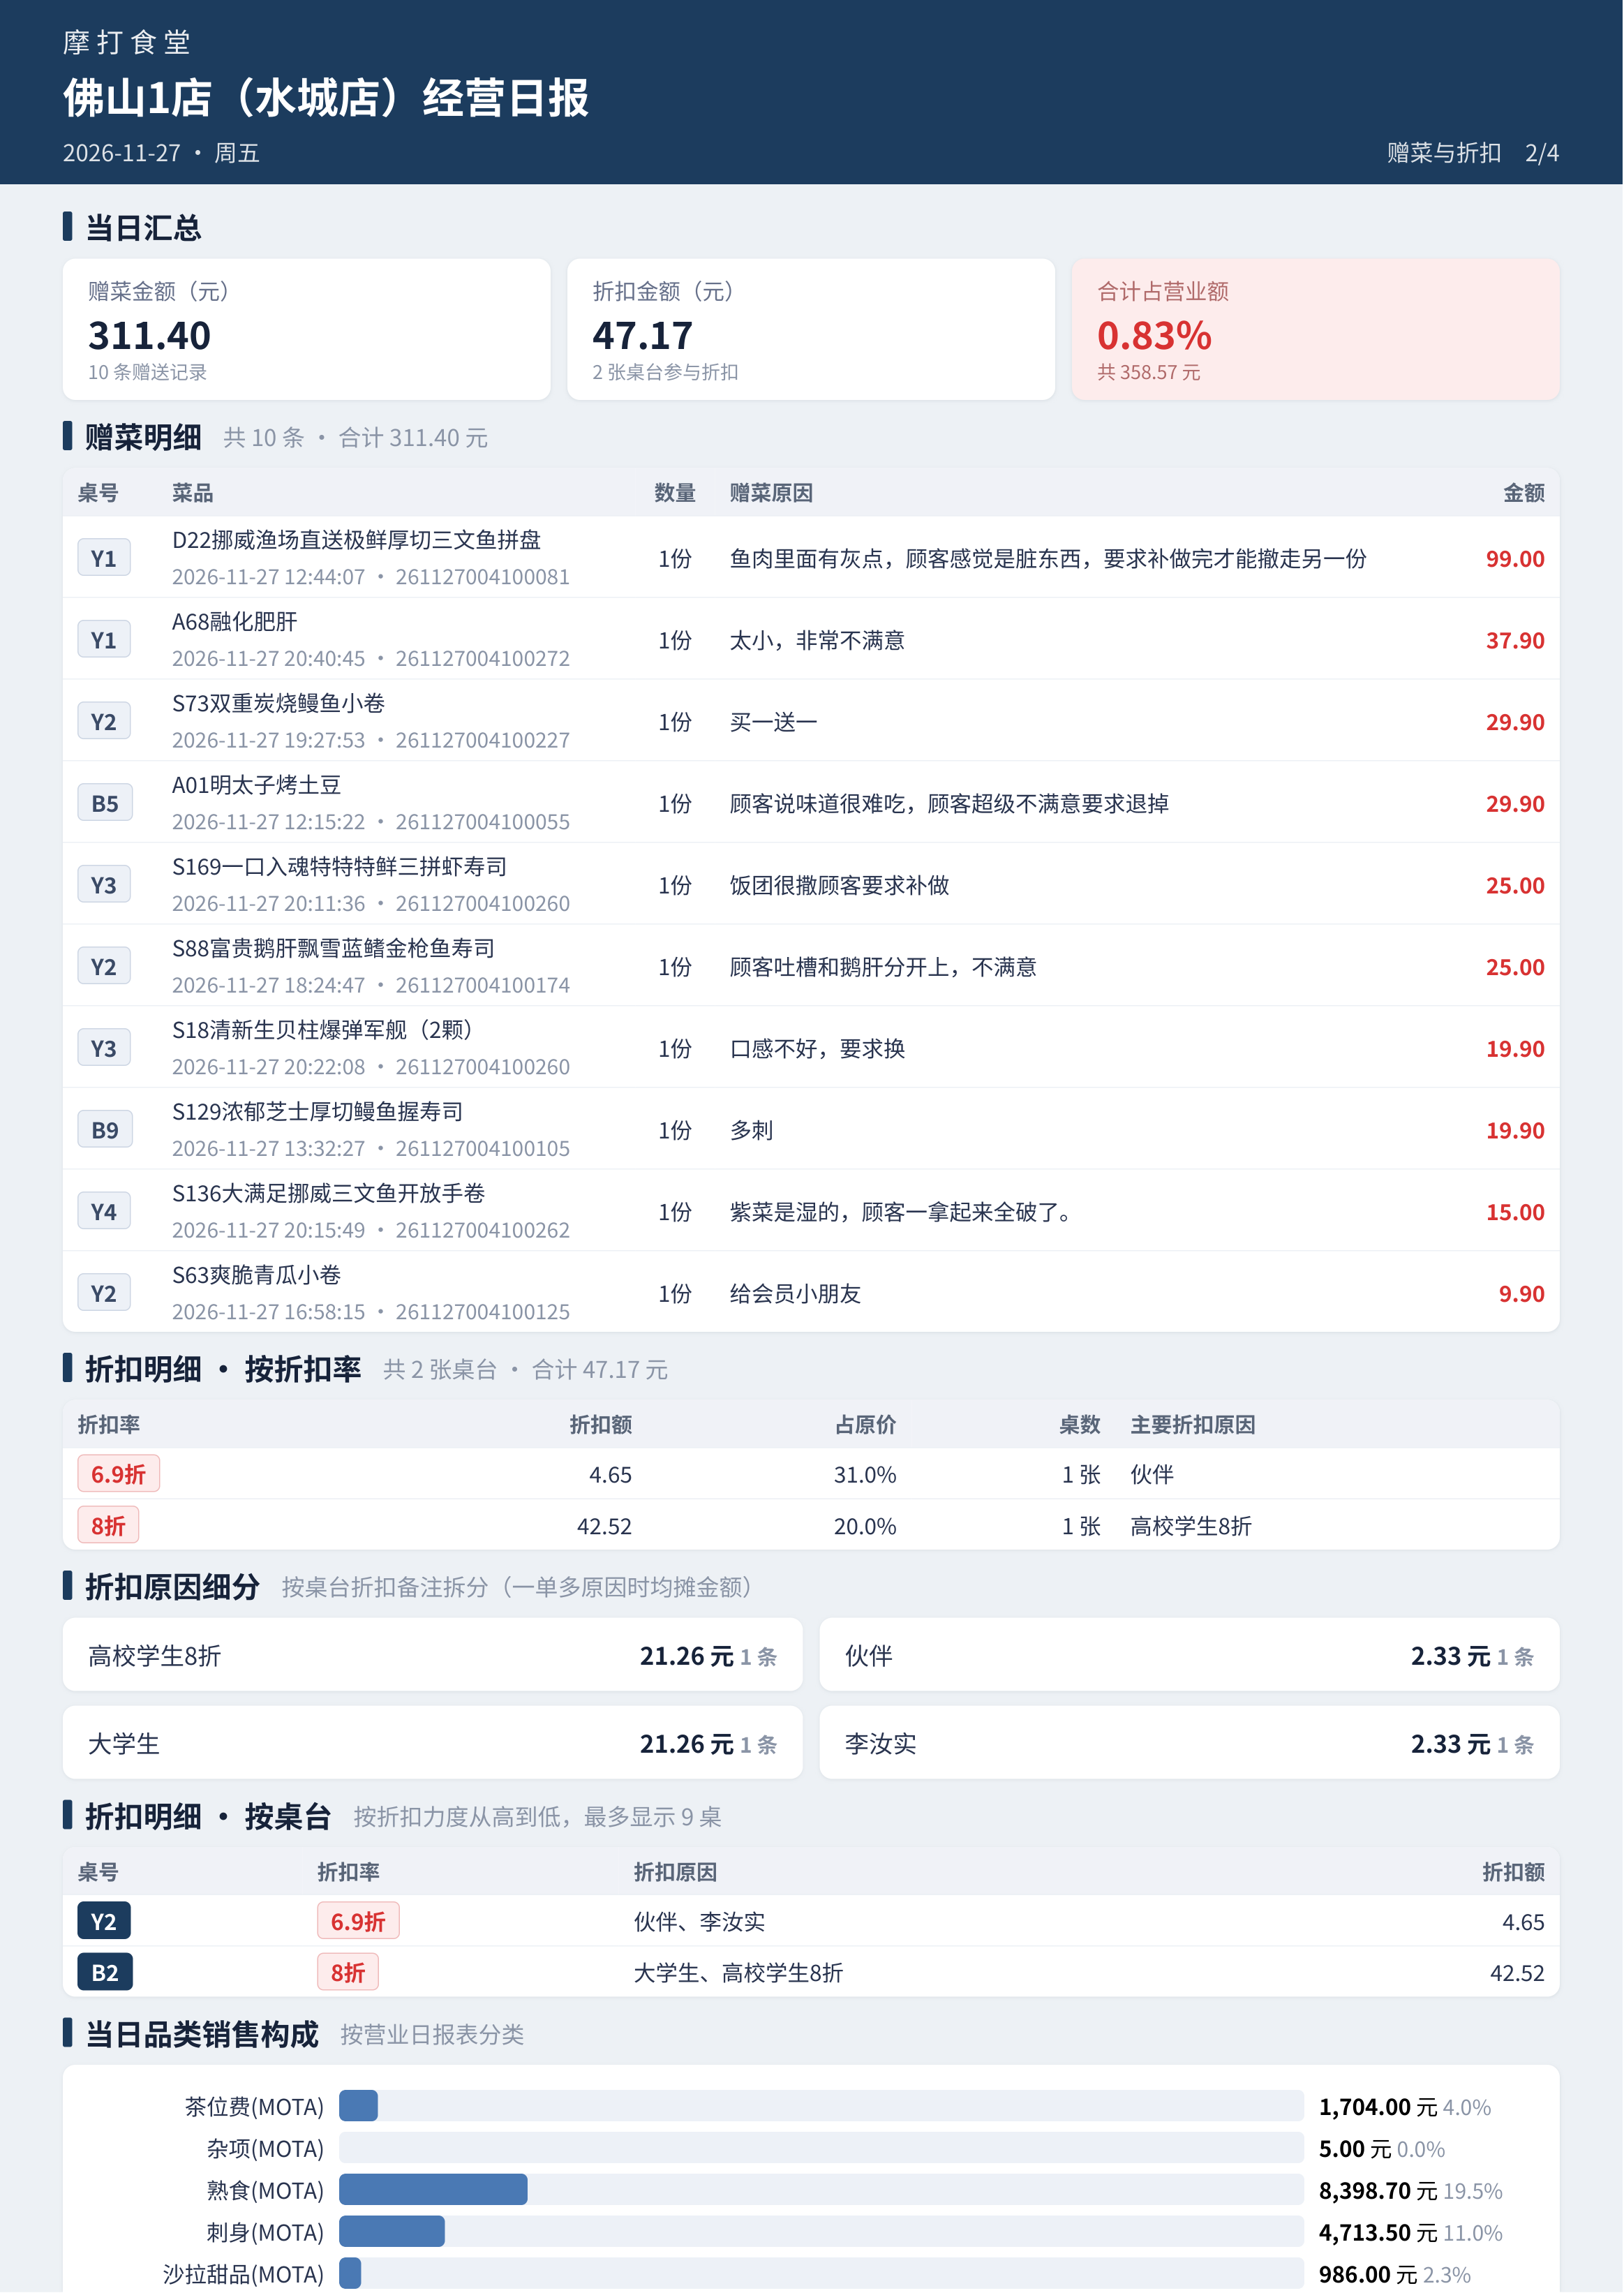 摩打食堂
佛山1店（水城店）经营日报
2026-11-27 • 周五
赠菜与折扣 2/4
当日汇总
赠菜金额（元）
311.40
10 条赠送记录
折扣金额（元）
47.17
2 张桌台参与折扣
合计占营业额
0.83%
共 358.57 元
赠菜明细 共 10 条 • 合计 311.40 元
桌号 菜品 数量 赠菜原因 金额
D22挪威渔场直送极鲜厚切三文鱼拼盘
Y1 1份 鱼肉里面有灰点，顾客感觉是脏东西，要求补做完才能撤走另一份 99.00
2026-11-27 12:44:07 • 261127004100081
A68融化肥肝
Y1 1份 太小，非常不满意 37.90
2026-11-27 20:40:45 • 261127004100272
S73双重炭烧鳗鱼小卷
Y2 1份 买一送一 29.90
2026-11-27 19:27:53 • 261127004100227
A01明太子烤土豆
B5 1份 顾客说味道很难吃，顾客超级不满意要求退掉 29.90
2026-11-27 12:15:22 • 261127004100055
S169一口入魂特特特鲜三拼虾寿司
Y3 1份 饭团很撒顾客要求补做 25.00
2026-11-27 20:11:36 • 261127004100260
S88富贵鹅肝飘雪蓝鳍金枪鱼寿司
Y2 1份 顾客吐槽和鹅肝分开上，不满意 25.00
2026-11-27 18:24:47 • 261127004100174
S18清新生贝柱爆弹军舰（2颗）
Y3 1份 口感不好，要求换 19.90
2026-11-27 20:22:08 • 261127004100260
S129浓郁芝士厚切鳗鱼握寿司
B9 1份 多刺 19.90
2026-11-27 13:32:27 • 261127004100105
S136大满足挪威三文鱼开放手卷
Y4 1份 紫菜是湿的，顾客一拿起来全破了。 15.00
2026-11-27 20:15:49 • 261127004100262
S63爽脆青瓜小卷
Y2 1份 给会员小朋友 9.90
2026-11-27 16:58:15 • 261127004100125
折扣明细 • 按折扣率 共 2 张桌台 • 合计 47.17 元
折扣率 折扣额 占原价 桌数 主要折扣原因
6.9折 4.65 31.0% 1 张 伙伴
8折 42.52 20.0% 1 张 高校学生8折
折扣原因细分 按桌台折扣备注拆分（一单多原因时均摊金额）
高校学生8折 21.26 元 1 条
伙伴 2.33 元 1 条
大学生 21.26 元 1 条
李汝实 2.33 元 1 条
折扣明细 • 按桌台 按折扣力度从高到低，最多显示 9 桌
桌号 折扣率 折扣原因 折扣额
Y2 6.9折 伙伴、李汝实 4.65
B2 8折 大学生、高校学生8折 42.52
当日品类销售构成 按营业日报表分类
茶位费(MOTA) 1,704.00 元 4.0%
杂项(MOTA) 5.00 元 0.0%
熟食(MOTA) 8,398.70 元 19.5%
刺身(MOTA) 4,713.50 元 11.0%
沙拉甜品(MOTA) 986.00 元 2.3%